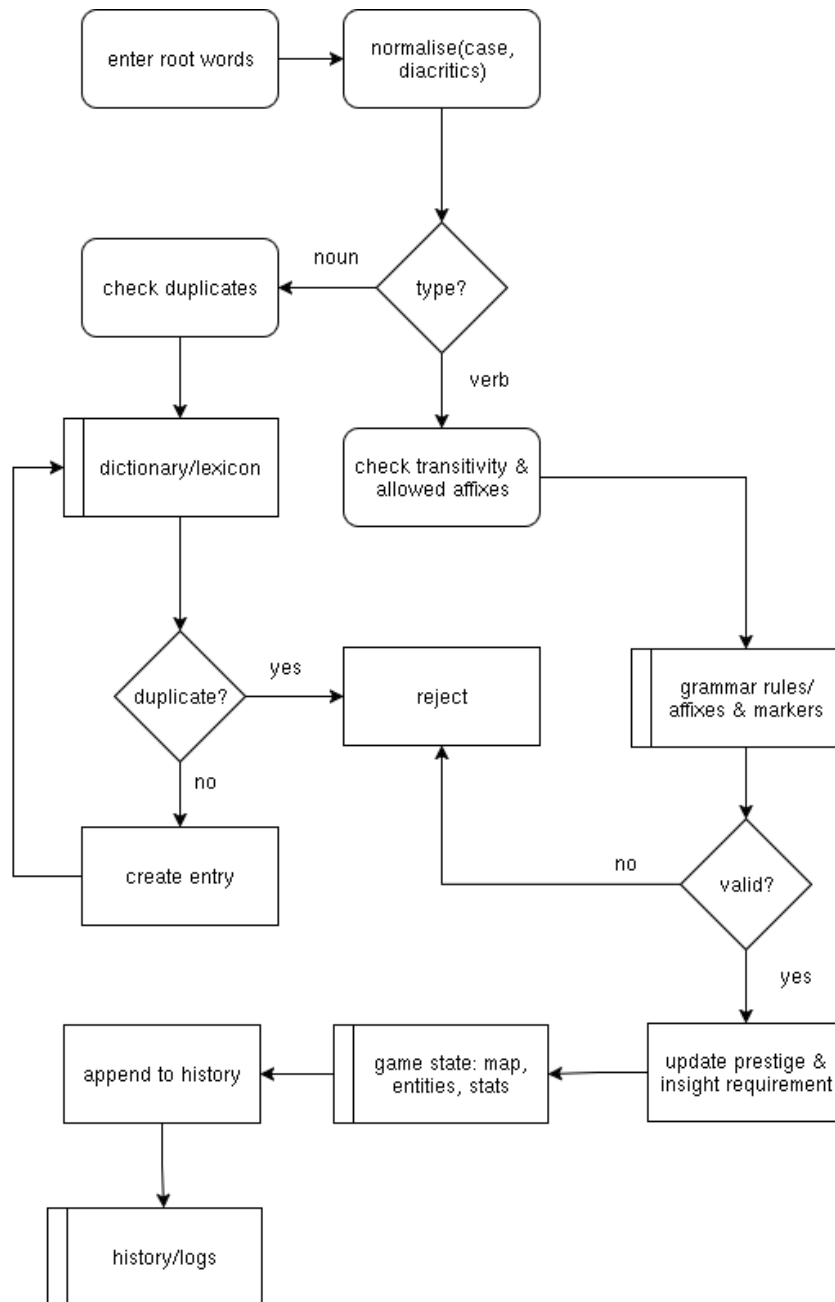 enter root words
normalise(case,
diacritics)
noun
check duplicates
type?
verb
dictionary/lexicon
check transitivity &
allowed affixes
yes
duplicate?
reject
grammar rules/
affixes & markers
no
create entry
no
valid?
yes
append to history
game state: map,
entities, stats
update prestige &
insight requirement
history/logs